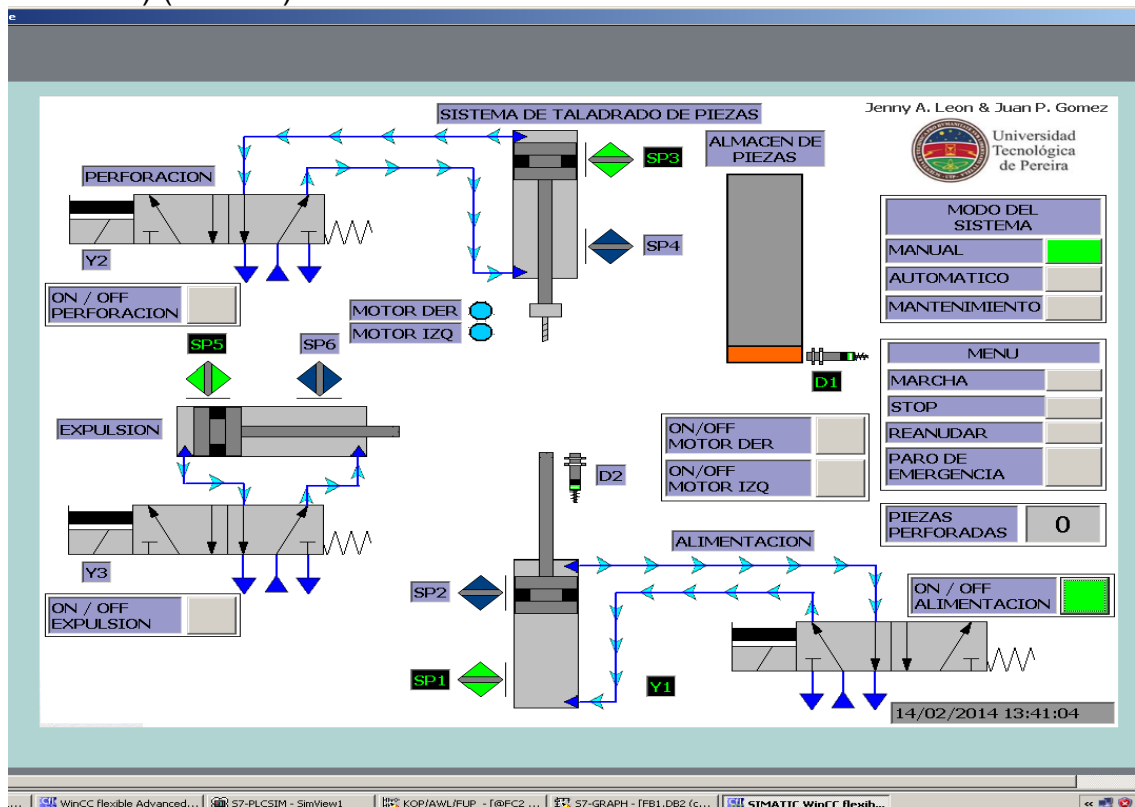 e
SISTEMA DE TALADRADO DE PIEZAS
Jenny A. Leon & Juan P. Gomez
Universidad
Tecnológica
de Pereira
ALMACEN DE
PIEZAS
SP3
PERFORACION
MODO DEL
SISTEMA
MANUAL
AUTOMATICO
MANTENIMIENTO
SP4
Y2
ON / OFF
PERFORACION
MOTOR DER
MOTOR IZQ
SP5
SP6
D1
MENU
MARCHA
STOP
REANUDAR
PARO DE
EMERGENCIA
EXPULSION
ON/OFF
MOTOR DER
ON/OFF
MOTOR IZQ
D2
PIEZAS
PERFORADAS
0
ALIMENTACION
Y3
SP2
ON / OFF
ALIMENTACION
ON / OFF
EXPULSION
SP1
Y1
14/02/2014 13:41:04
... WinCC flexible Advanced...
S7-PLCSIM - SimView1
KOP/AWL/FUP - [@FC2 ...
S7-GRAPH - [FB1.DB2 (c...
SIMATIC WinCC flexib...